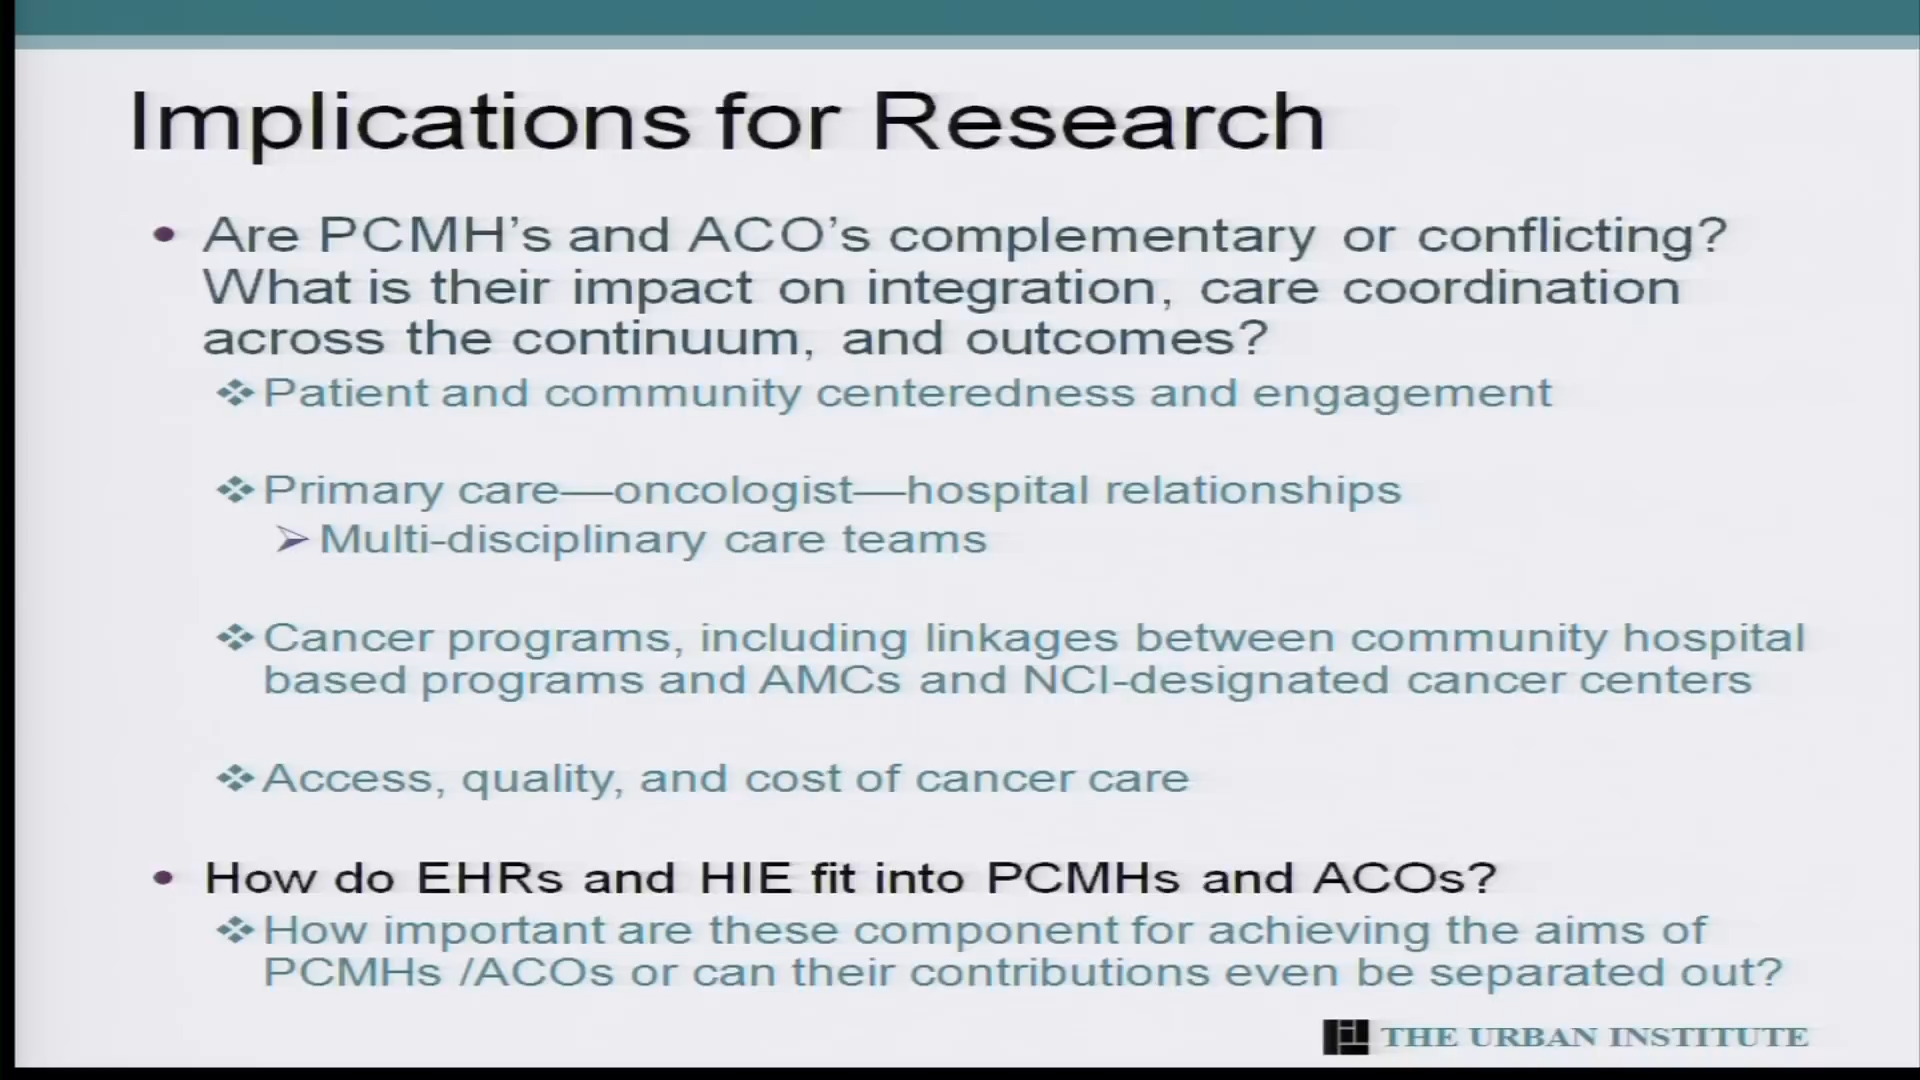 Implications for Research
• Are PCMH’s and ACO’s complementary or conflicting?
What is their impact on integration, care coordination
across the continuum, and outcomes?
❖ Patient and community centeredness and engagement
❖ Primary care—oncologist—hospital relationships
➢ Multi-disciplinary care teams
❖ Cancer programs, including linkages between community hospital
based programs and AMCs and NCI-designated cancer centers
❖ Access, quality, and cost of cancer care
• How do EHRs and HIE fit into PCMHs and ACOs?
❖ How important are these component for achieving the aims of
PCMHs /ACOs or can their contributions even be separated out?
THE URBAN INSTITUTE